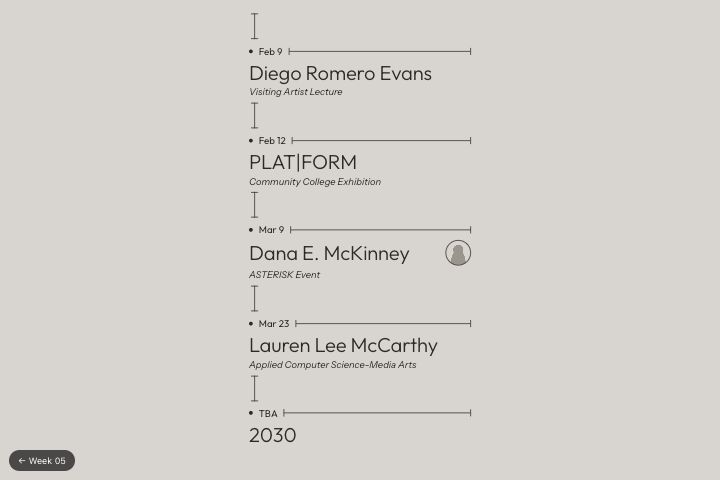 Feb 9
Diego Romero Evans
Visiting Artist Lecture
Feb 12
PLAT|FORM
Community College Exhibition
Mar 9
Dana E. McKinney
ASTERISK Event
Mar 23
Lauren Lee McCarthy
Applied Computer Science–Media Arts
TBA
2030
← Week 05